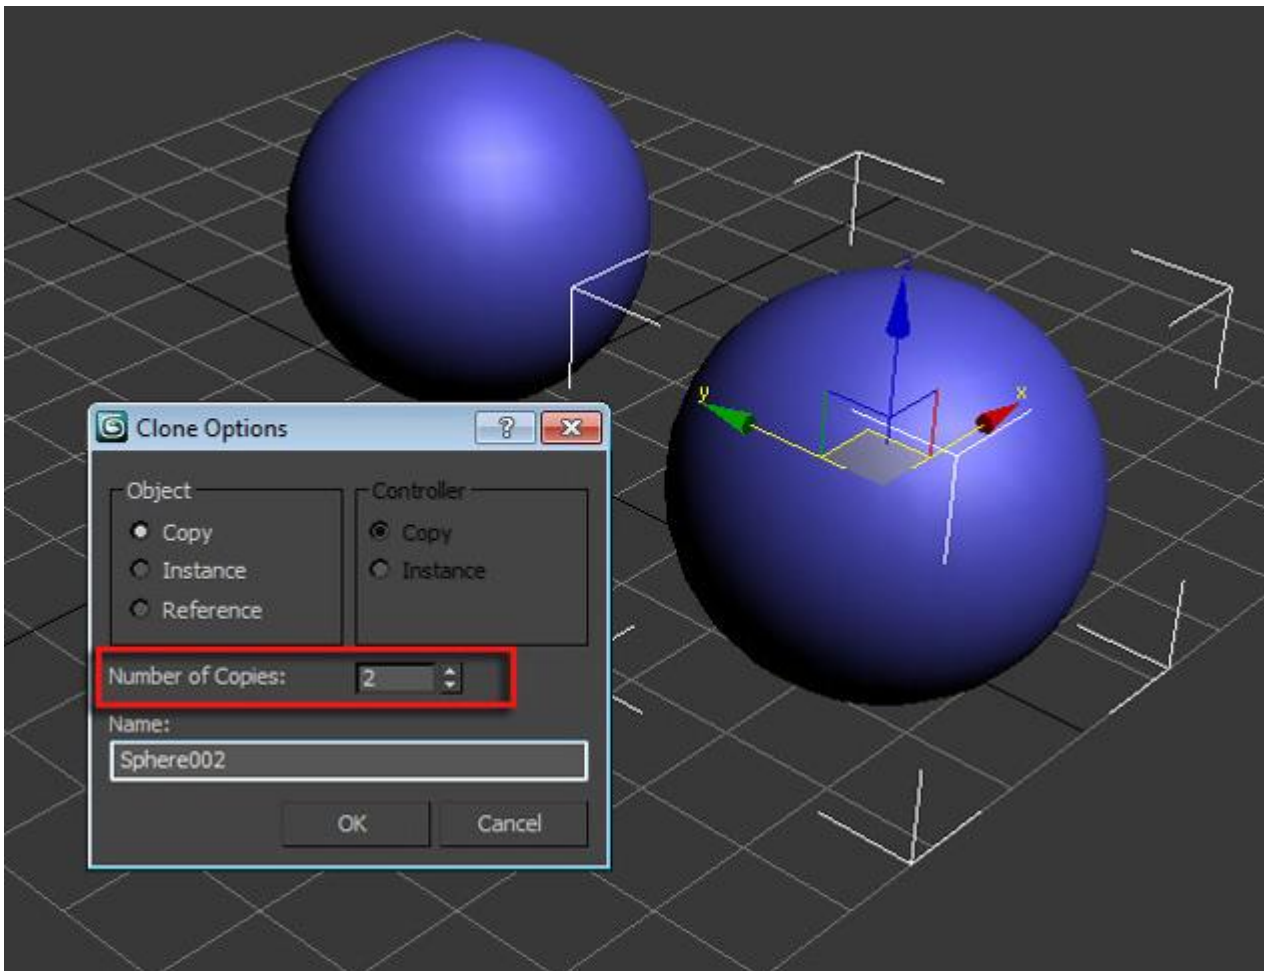 Clone Options
Object
Controller
Copy
Copy
Instance
Instance
Reference
Number of Copies: 2
Name:
Sphere002
OK
Cancel
z
y
x